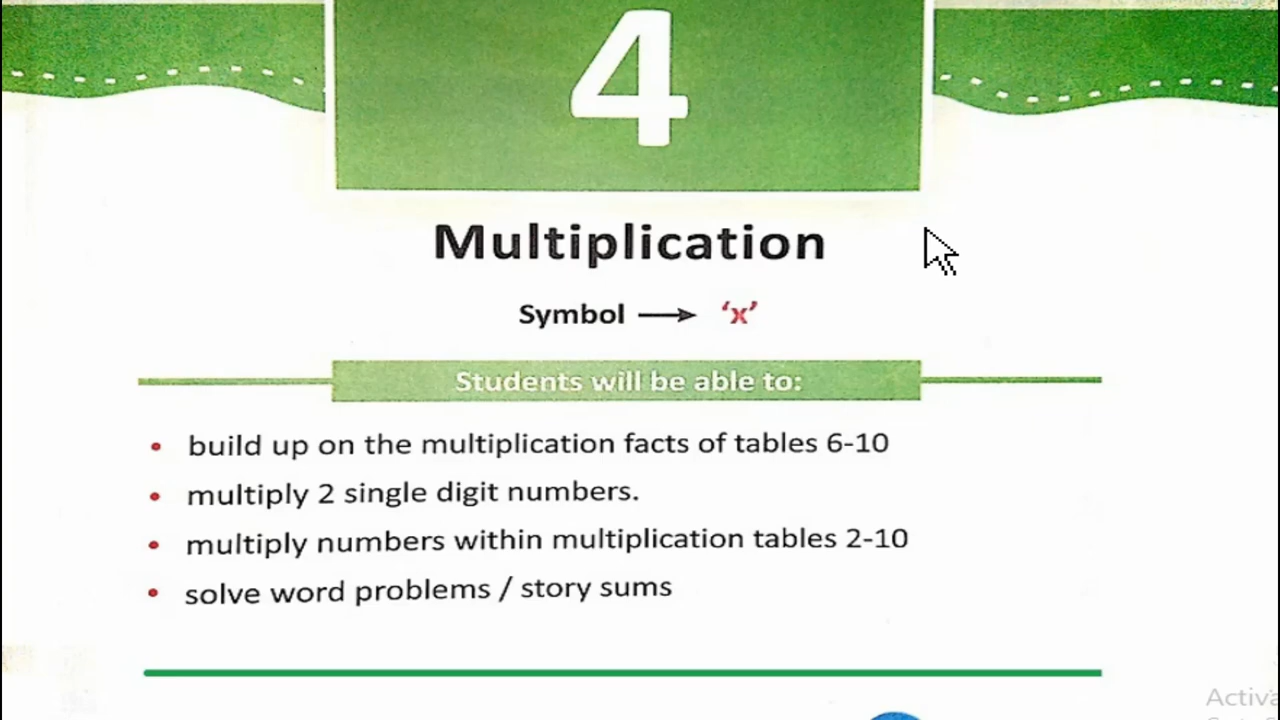 4
Multiplication
Symbol ⟶ ‘x’
Students will be able to:
• build up on the multiplication facts of tables 6-10
• multiply 2 single digit numbers.
• multiply numbers within multiplication tables 2-10
• solve word problems / story sums